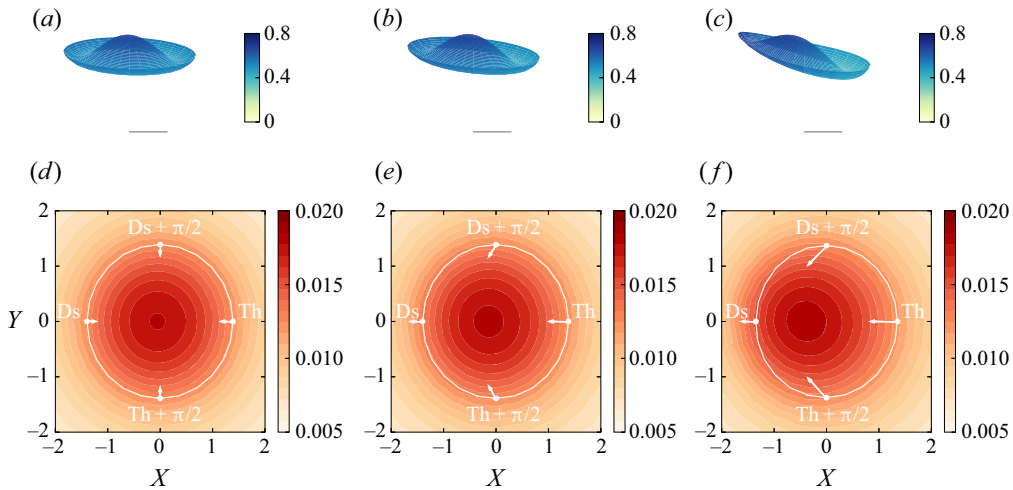 (a) (b) (c)
0.8 0.8 0.8
0.4 0.4 0.4
0 0 0
(d) (e) (f)
2 0.020 2 0.020 2 0.020
Ds + π/2 Ds + π/2 Ds + π/2
1 0.015 1 0.015 1 0.015
Y 0 Ds Th 0 Ds Th 0 Ds Th
0.010 0.010 0.010
−1 −1 −1
Th + π/2 Th + π/2 Th + π/2
−2 0.005 −2 0.005 −2 0.005
−2 −1 0 1 2 −2 −1 0 1 2 −2 −1 0 1 2
X X X